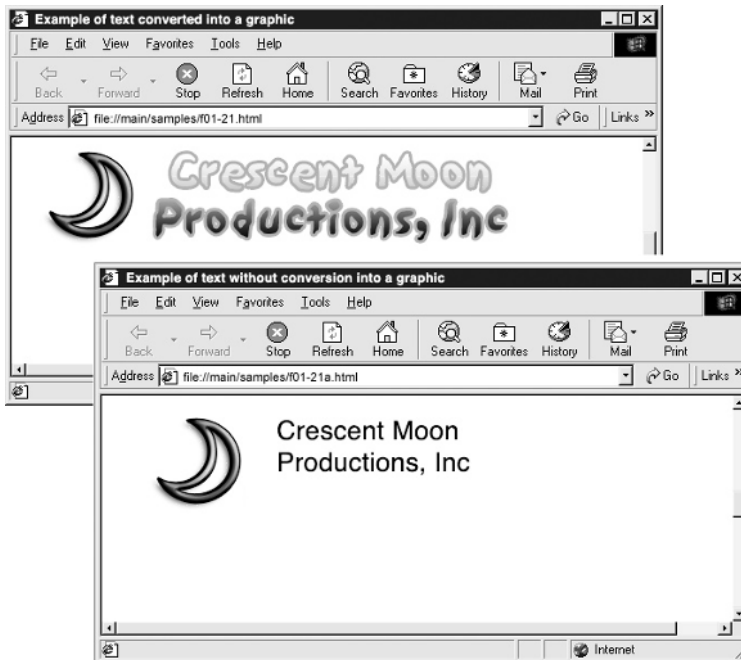 Example of text converted into a graphic
File Edit View Favorites Tools Help
Back Forward Stop Refresh Home Search Favorites History Mail Print
Address file://main/samples/f01-21.html Go Links »
Crescent Moon
Productions, Inc
Example of text without conversion into a graphic
File Edit View Favorites Tools Help
Back Forward Stop Refresh Home Search Favorites History Mail Print
Address file://main/samples/f01-21a.html Go Links »
Crescent Moon
Productions, Inc
Internet